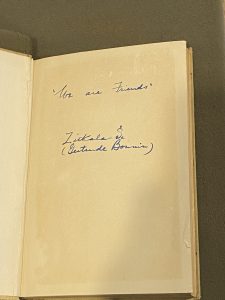 "We are Friends"
Zitkala Ša
(Gertrude Bonnin)